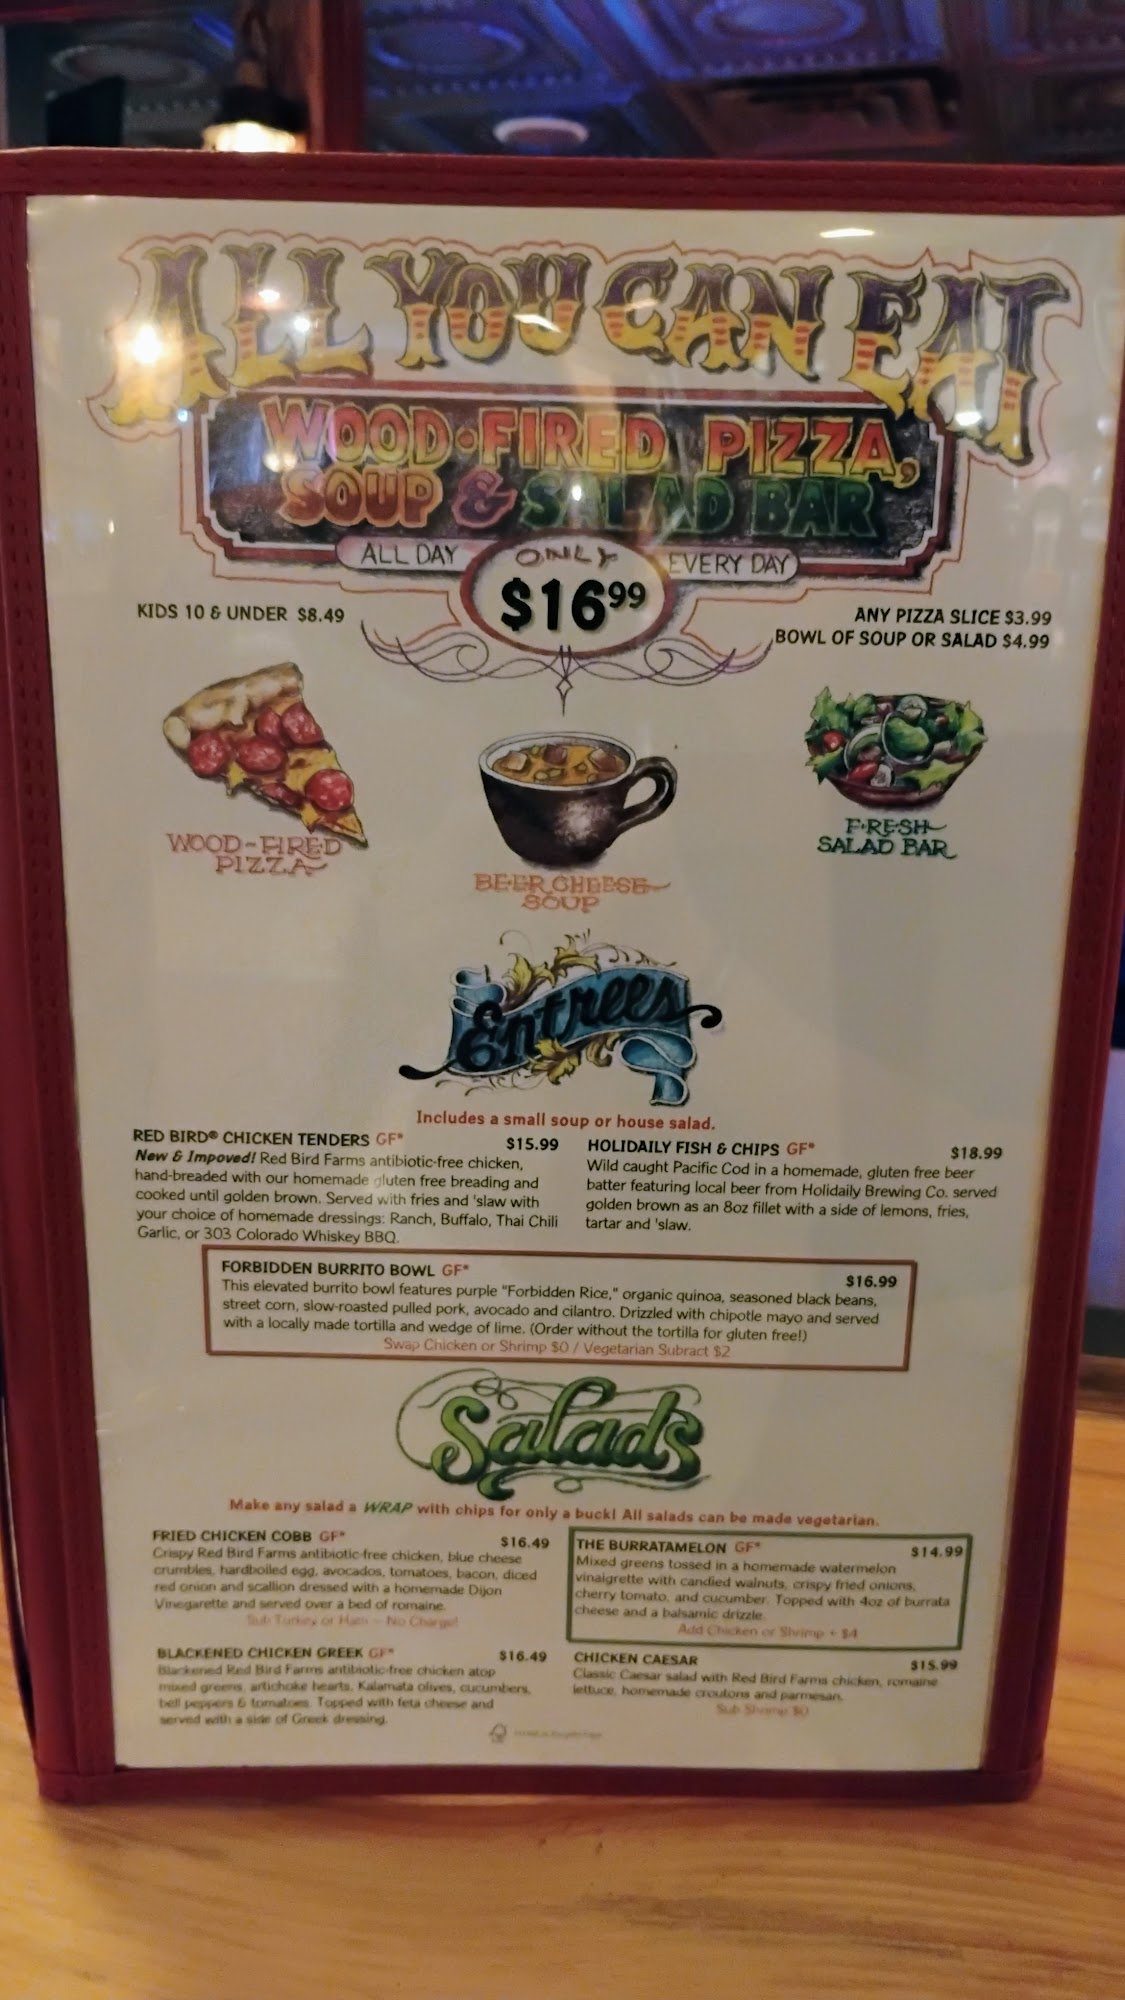 ALL YOU CAN EAT
WOOD-FIRED PIZZA,
SOUP & SALAD BAR
ALL DAY ONLY EVERY DAY
$16.99
KIDS 10 & UNDER $8.49
ANY PIZZA SLICE $3.99
BOWL OF SOUP OR SALAD $4.99
WOOD-FIRED
PIZZA
BEER CHEESE
SOUP
FRESH
SALAD BAR
Entrees
Includes a small soup or house salad.
RED BIRD® CHICKEN TENDERS GF* $15.99
New & Impoved! Red Bird Farms antibiotic-free chicken,
hand-breaded with our homemade gluten free breading and
cooked until golden brown. Served with fries and 'slaw with
your choice of homemade dressings: Ranch, Buffalo, Thai Chili
Garlic, or 303 Colorado Whiskey BBQ.
HOLIDAILY FISH & CHIPS GF* $18.99
Wild caught Pacific Cod in a homemade, gluten free beer
batter featuring local beer from Holidaily Brewing Co. served
golden brown as an 8oz fillet with a side of lemons, fries,
tartar and 'slaw.
FORBIDDEN BURRITO BOWL GF* $16.99
This elevated burrito bowl features purple "Forbidden Rice," organic quinoa, seasoned black beans,
street corn, slow-roasted pulled pork, avocado and cilantro. Drizzled with chipotle mayo and served
with a locally made tortilla and wedge of lime. (Order without the tortilla for gluten free!)
Swap Chicken or Shrimp $0 / Vegetarian Subract $2
Salads
Make any salad a WRAP with chips for only a buck! All salads can be made vegetarian.
FRIED CHICKEN COBB GF* $16.49
Crispy Red Bird Farms antibiotic-free chicken, blue cheese
crumbles, hardboiled egg, avocados, tomatoes, bacon, diced
red onion and scallion dressed with a homemade Dijon
Vinegarette and served over a bed of romaine.
Sub Turkey or Ham - No Charge!
THE BURRATAMELON GF* $14.99
Mixed greens tossed in a homemade watermelon
vinaigrette with candied walnuts, crispy fried onions,
cherry tomato, and cucumber. Topped with 4oz of burrata
cheese and a balsamic drizzle.
Add Chicken or Shrimp + $4
BLACKENED CHICKEN GREEK GF* $16.49
Blackened Red Bird Farms antibiotic-free chicken atop
mixed greens, artichoke hearts, Kalamata olives, cucumbers,
bell peppers & tomatoes. Topped with feta cheese and
served with a side of Greek dressing.
CHICKEN CAESAR $15.99
Classic Caesar salad with Red Bird Farms chicken, romaine
lettuce, homemade croutons and parmesan.
Sub Shrimp $0